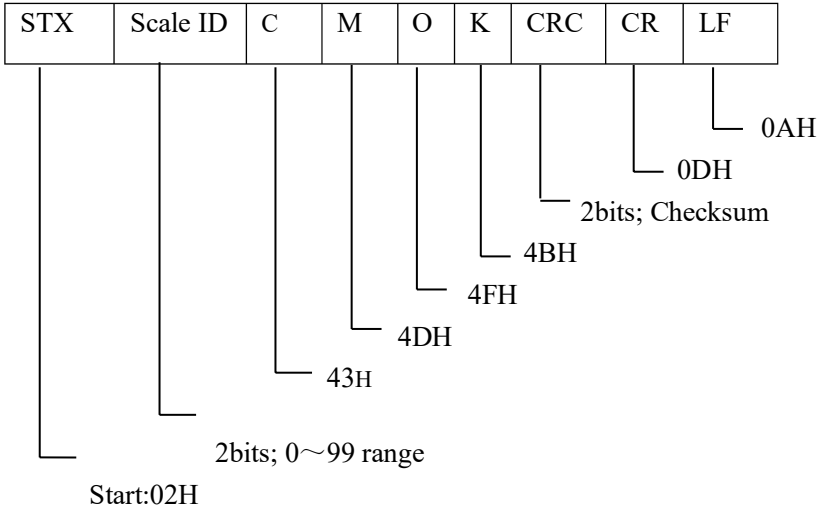 STX Scale ID C M O K CRC CR LF
0AH
0DH
2bits; Checksum
4BH
4FH
4DH
43H
2bits; 0～99 range
Start:02H